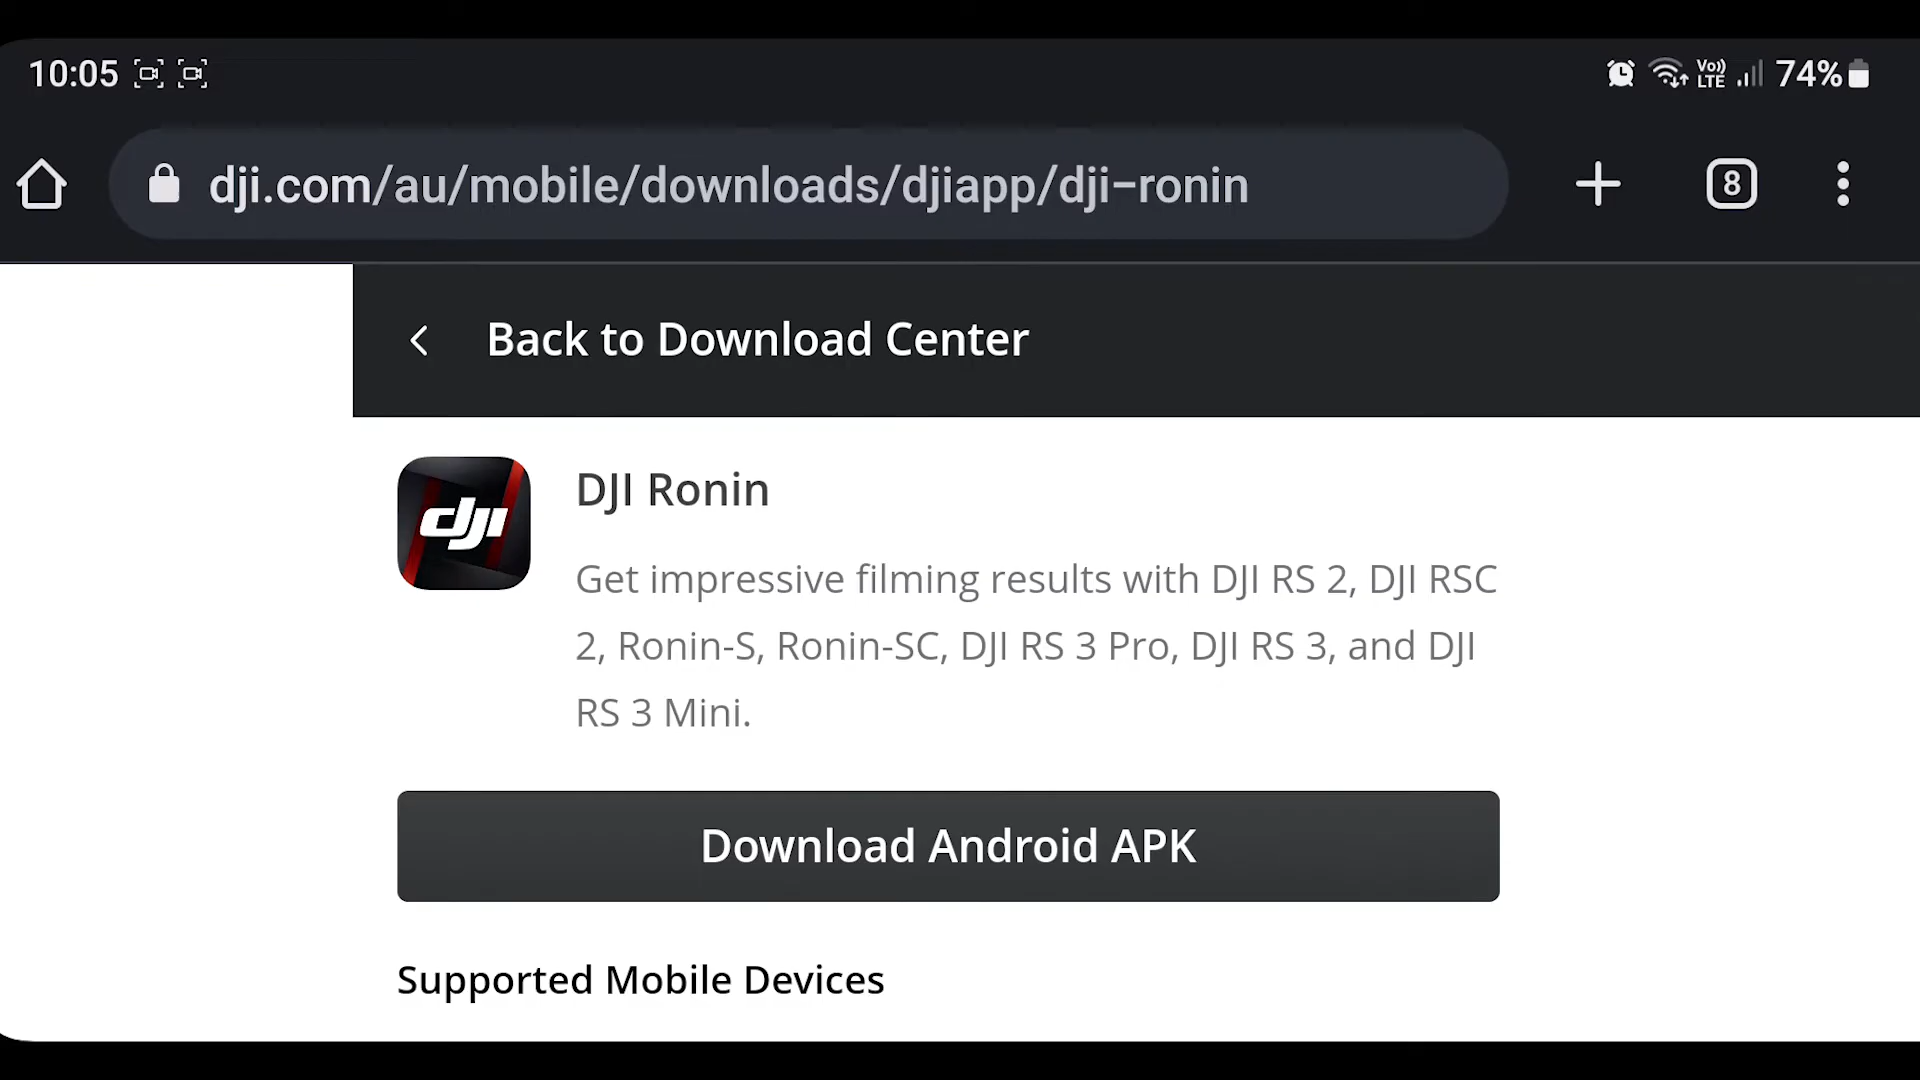 10:05
Vo)) LTE 74%
dji.com/au/mobile/downloads/djiapp/dji-ronin
8
Back to Download Center
dji
DJI Ronin
Get impressive filming results with DJI RS 2, DJI RSC
2, Ronin-S, Ronin-SC, DJI RS 3 Pro, DJI RS 3, and DJI
RS 3 Mini.
Download Android APK
Supported Mobile Devices